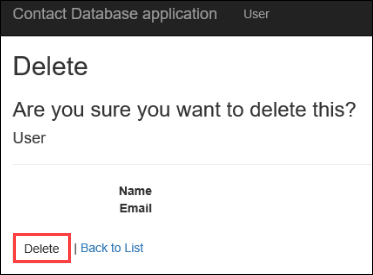 Contact Database application User
Delete
Are you sure you want to delete this?
User
Name
Email
Delete | Back to List